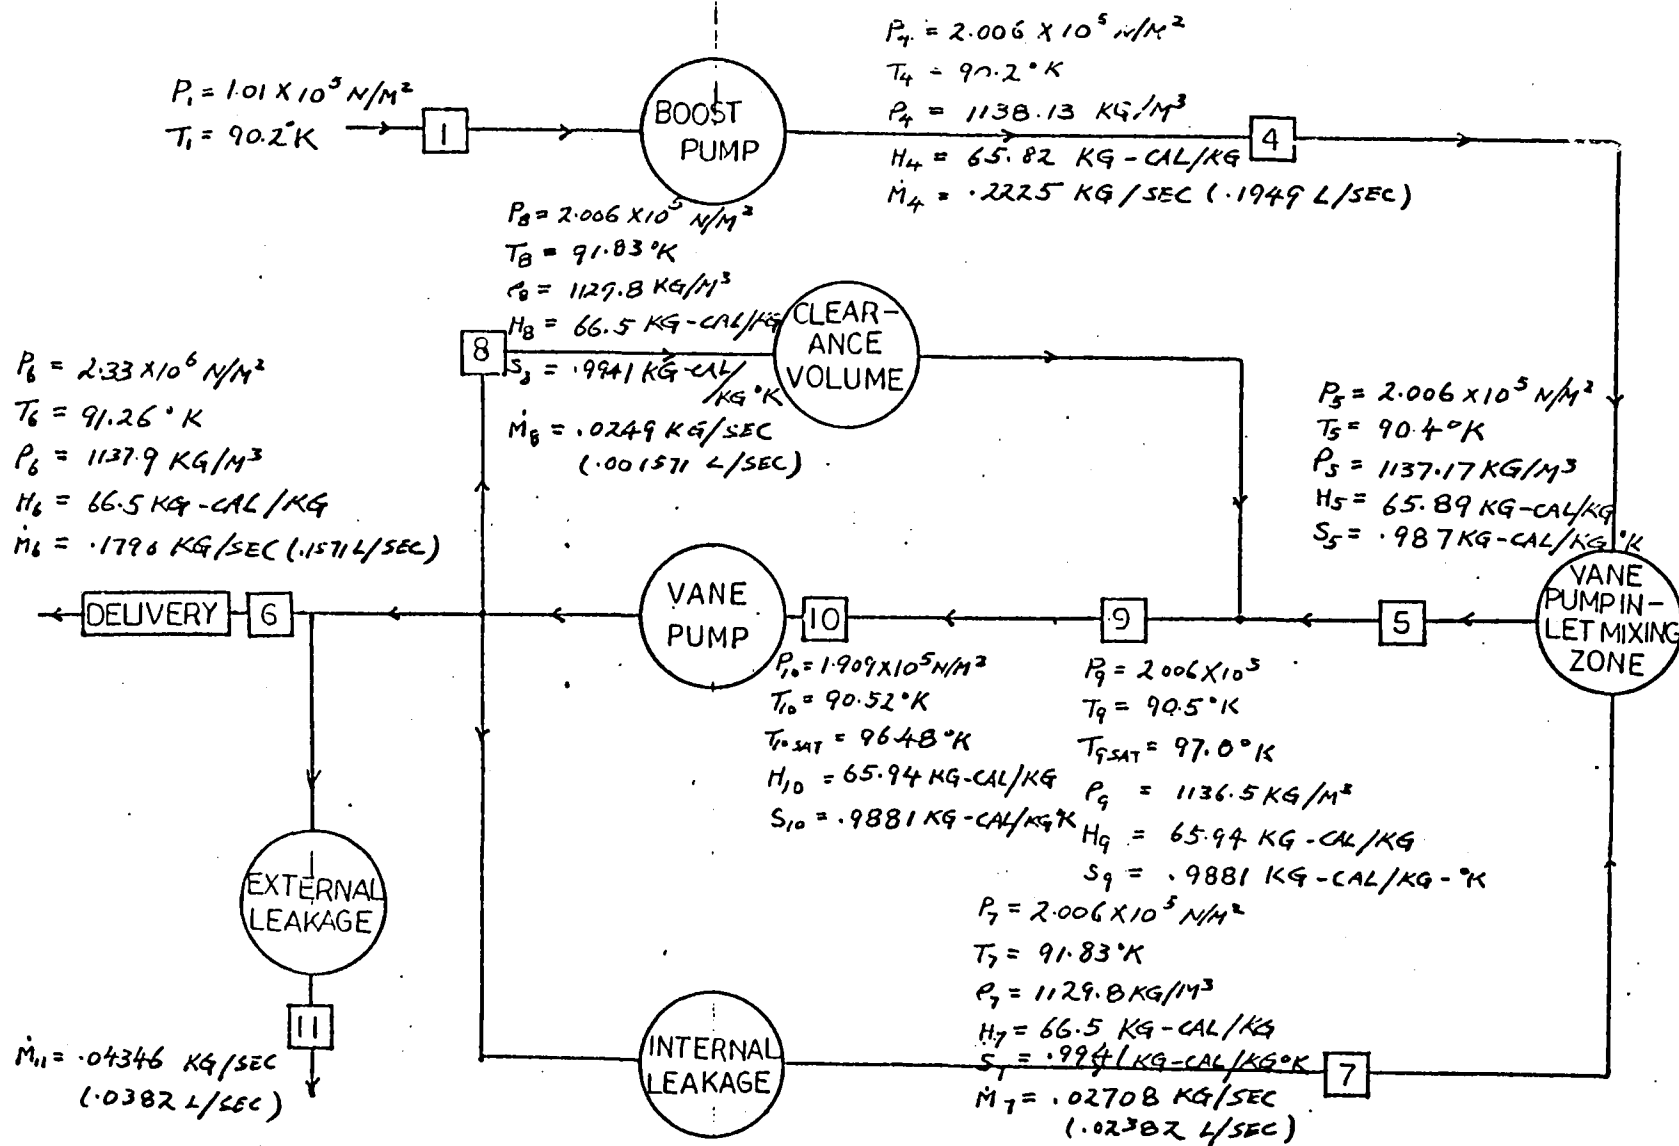 P₁ = 1.01 X 10⁵ N/M²
T₁ = 90.2°K
1
BOOST
PUMP
P₄ = 2.006 X 10⁵ N/M²
T₄ = 90.2°K
ρ₄ = 1138.13 KG/M³
H₄ = 65.82 KG-CAL/KG
Ṁ₄ = .2225 KG/SEC (.1949 L/SEC)
4
P₈ = 2.006 X10⁵ N/M²
T₈ = 91.83°K
ρ₈ = 1129.8 KG/M³
H₈ = 66.5 KG-CAL/KG
S₈ = .9941 KG-CAL/
KG°K
Ṁ₈ = .0249 KG/SEC
(.001571 L/SEC)
8
CLEAR-
ANCE
VOLUME
P₆ = 2.33 X10⁶ N/M²
T₆ = 91.26°K
ρ₆ = 1137.9 KG/M³
H₆ = 66.5 KG-CAL/KG
Ṁ₆ = .1790 KG/SEC (.1571 L/SEC)
P₅ = 2.006 X10⁵ N/M²
T₅ = 90.4°K
ρ₅ = 1137.17 KG/M³
H₅ = 65.89 KG-CAL/KG
S₅ = .987 KG-CAL/KG°K
DELIVERY
6
VANE
PUMP
10
9
5
VANE
PUMP IN-
LET MIXING
ZONE
P₁₀ = 1.909X10⁵ N/M²
T₁₀ = 90.52°K
T₁₀ SAT = 96.48°K
H₁₀ = 65.94 KG-CAL/KG
S₁₀ = .9881 KG-CAL/KG°K
P₉ = 2.006X10⁵
T₉ = 90.5°K
T₉SAT = 97.0°K
ρ₉ = 1136.5 KG/M³
H₉ = 65.94 KG-CAL/KG
S₉ = .9881 KG-CAL/KG-°K
EXTERNAL
LEAKAGE
11
Ṁ₁₁ = .04346 KG/SEC
(.0382 L/SEC)
INTERNAL
LEAKAGE
P₇ = 2.006X10⁵ N/M²
T₇ = 91.83°K
ρ₇ = 1129.8 KG/M³
H₇ = 66.5 KG-CAL/KG
S₇ = .9941 KG-CAL/KG°K
Ṁ₇ = .02708 KG/SEC
(.02382 L/SEC)
7